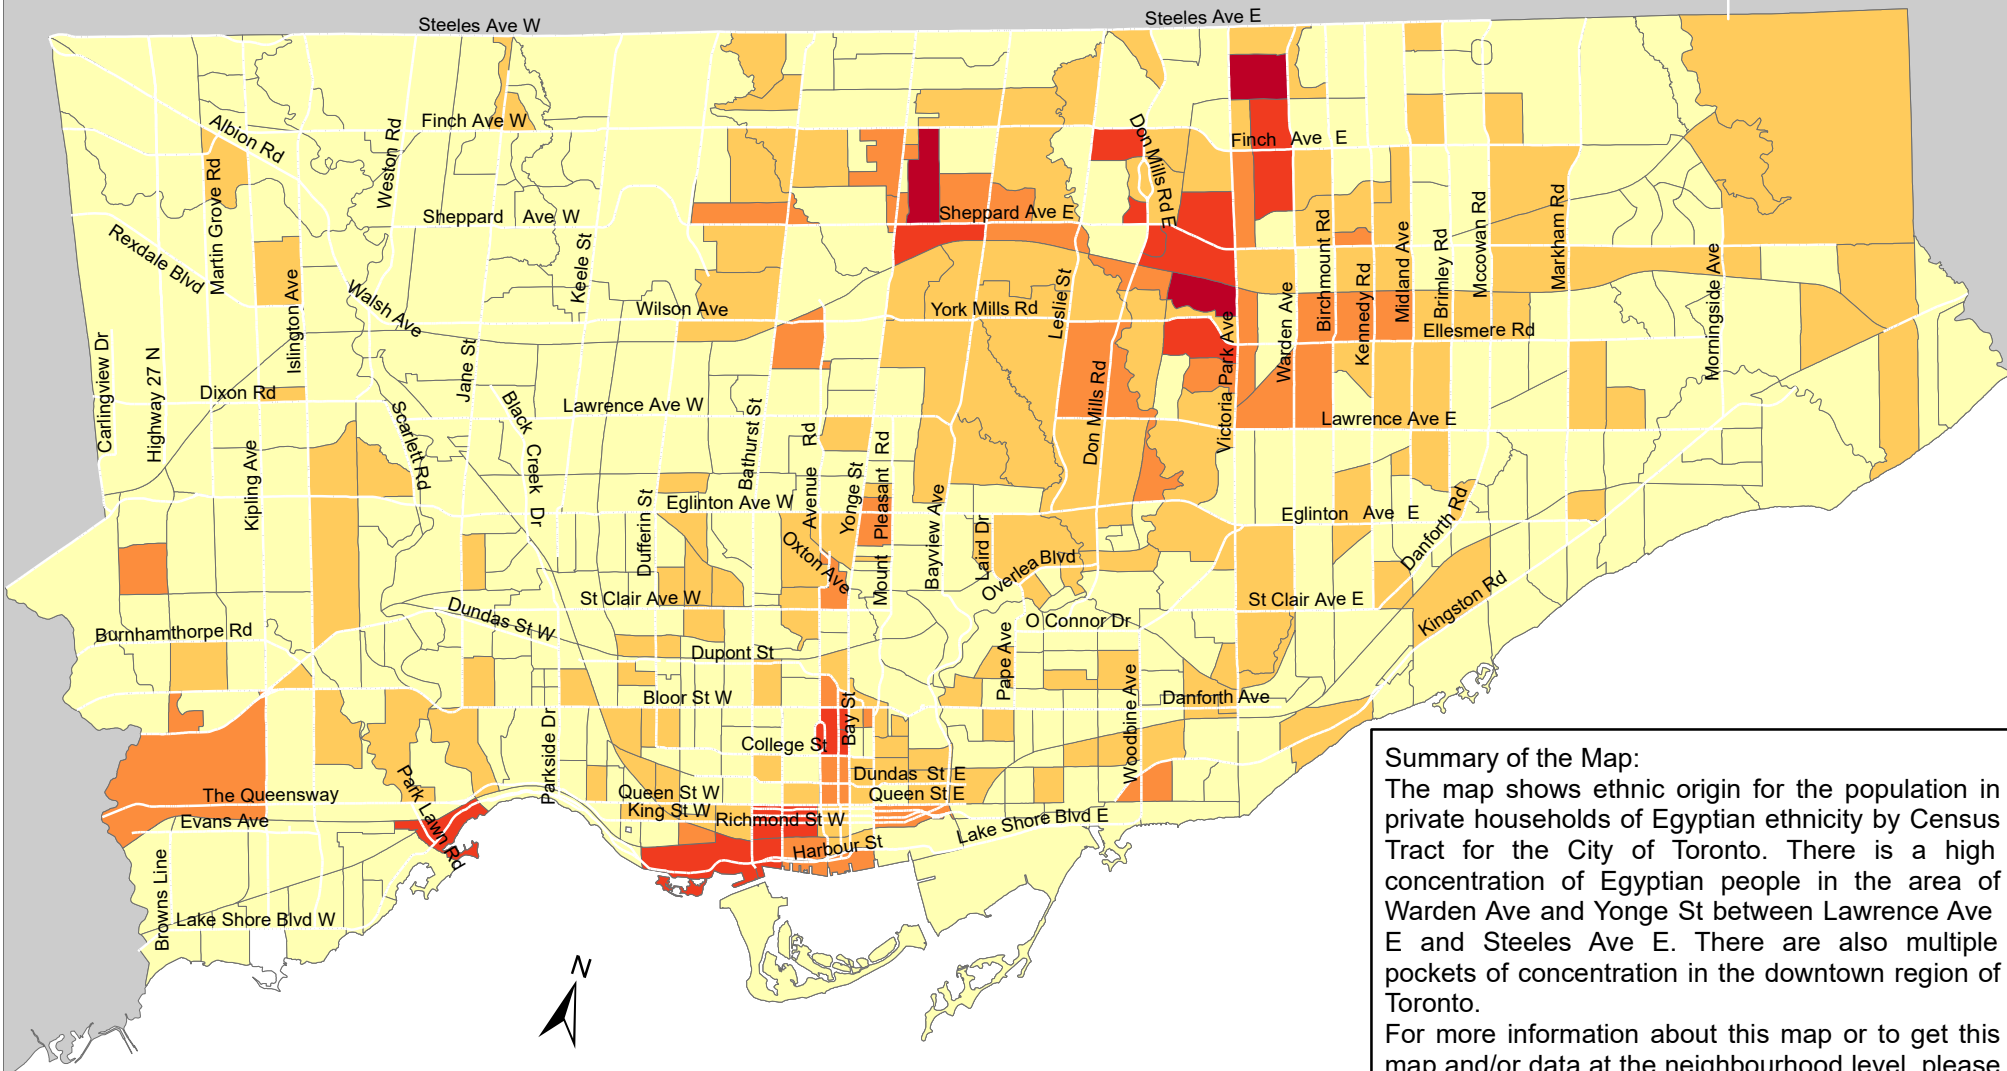 Steeles Ave W
Steeles Ave E
Albion Rd
Weston Rd
Finch Ave W
Don Mills Rd E
Finch Ave E
Martin Grove Rd
Sheppard Ave W
Sheppard Ave E
Rexdale Blvd
Keele St
Islington Ave
Walsh Ave
Wilson Ave
York Mills Rd
Leslie St
Birchmount Rd
Kennedy Rd
Midland Ave
Brimley Rd
Mccowan Rd
Markham Rd
Morningside Ave
Warden Ave
Ellesmere Rd
Victoria Park Ave
Carlingview Dr
Highway 27 N
Dixon Rd
Jane St
Scarlett Rd
Black Creek Dr
Lawrence Ave W
Bathurst St
Avenue Rd
Don Mills Rd
Lawrence Ave E
Kipling Ave
Dufferin St
Eglinton Ave W
Yonge St
Mount Pleasant Rd
Bayview Ave
Laird Dr
Eglinton Ave E
Danforth Rd
Oxton Ave
Overlea Blvd
St Clair Ave W
St Clair Ave E
Kingston Rd
Burnhamthorpe Rd
Dundas St W
O Connor Dr
Dupont St
Pape Ave
Bloor St W
Danforth Ave
Woodbine Ave
Bay St
Parkside Dr
College St
Dundas St E
Queen St W
Queen St E
The Queensway
Park Lawn Rd
King St W
Richmond St W
Evans Ave
Lake Shore Blvd E
Harbour St
Browns Line
Lake Shore Blvd W
N
Summary of the Map:
The map shows ethnic origin for the population in
private households of Egyptian ethnicity by Census
Tract for the City of Toronto. There is a high
concentration of Egyptian people in the area of
Warden Ave and Yonge St between Lawrence Ave
E and Steeles Ave E. There are also multiple
pockets of concentration in the downtown region of
Toronto.
For more information about this map or to get this
map and/or data at the neighbourhood level, please